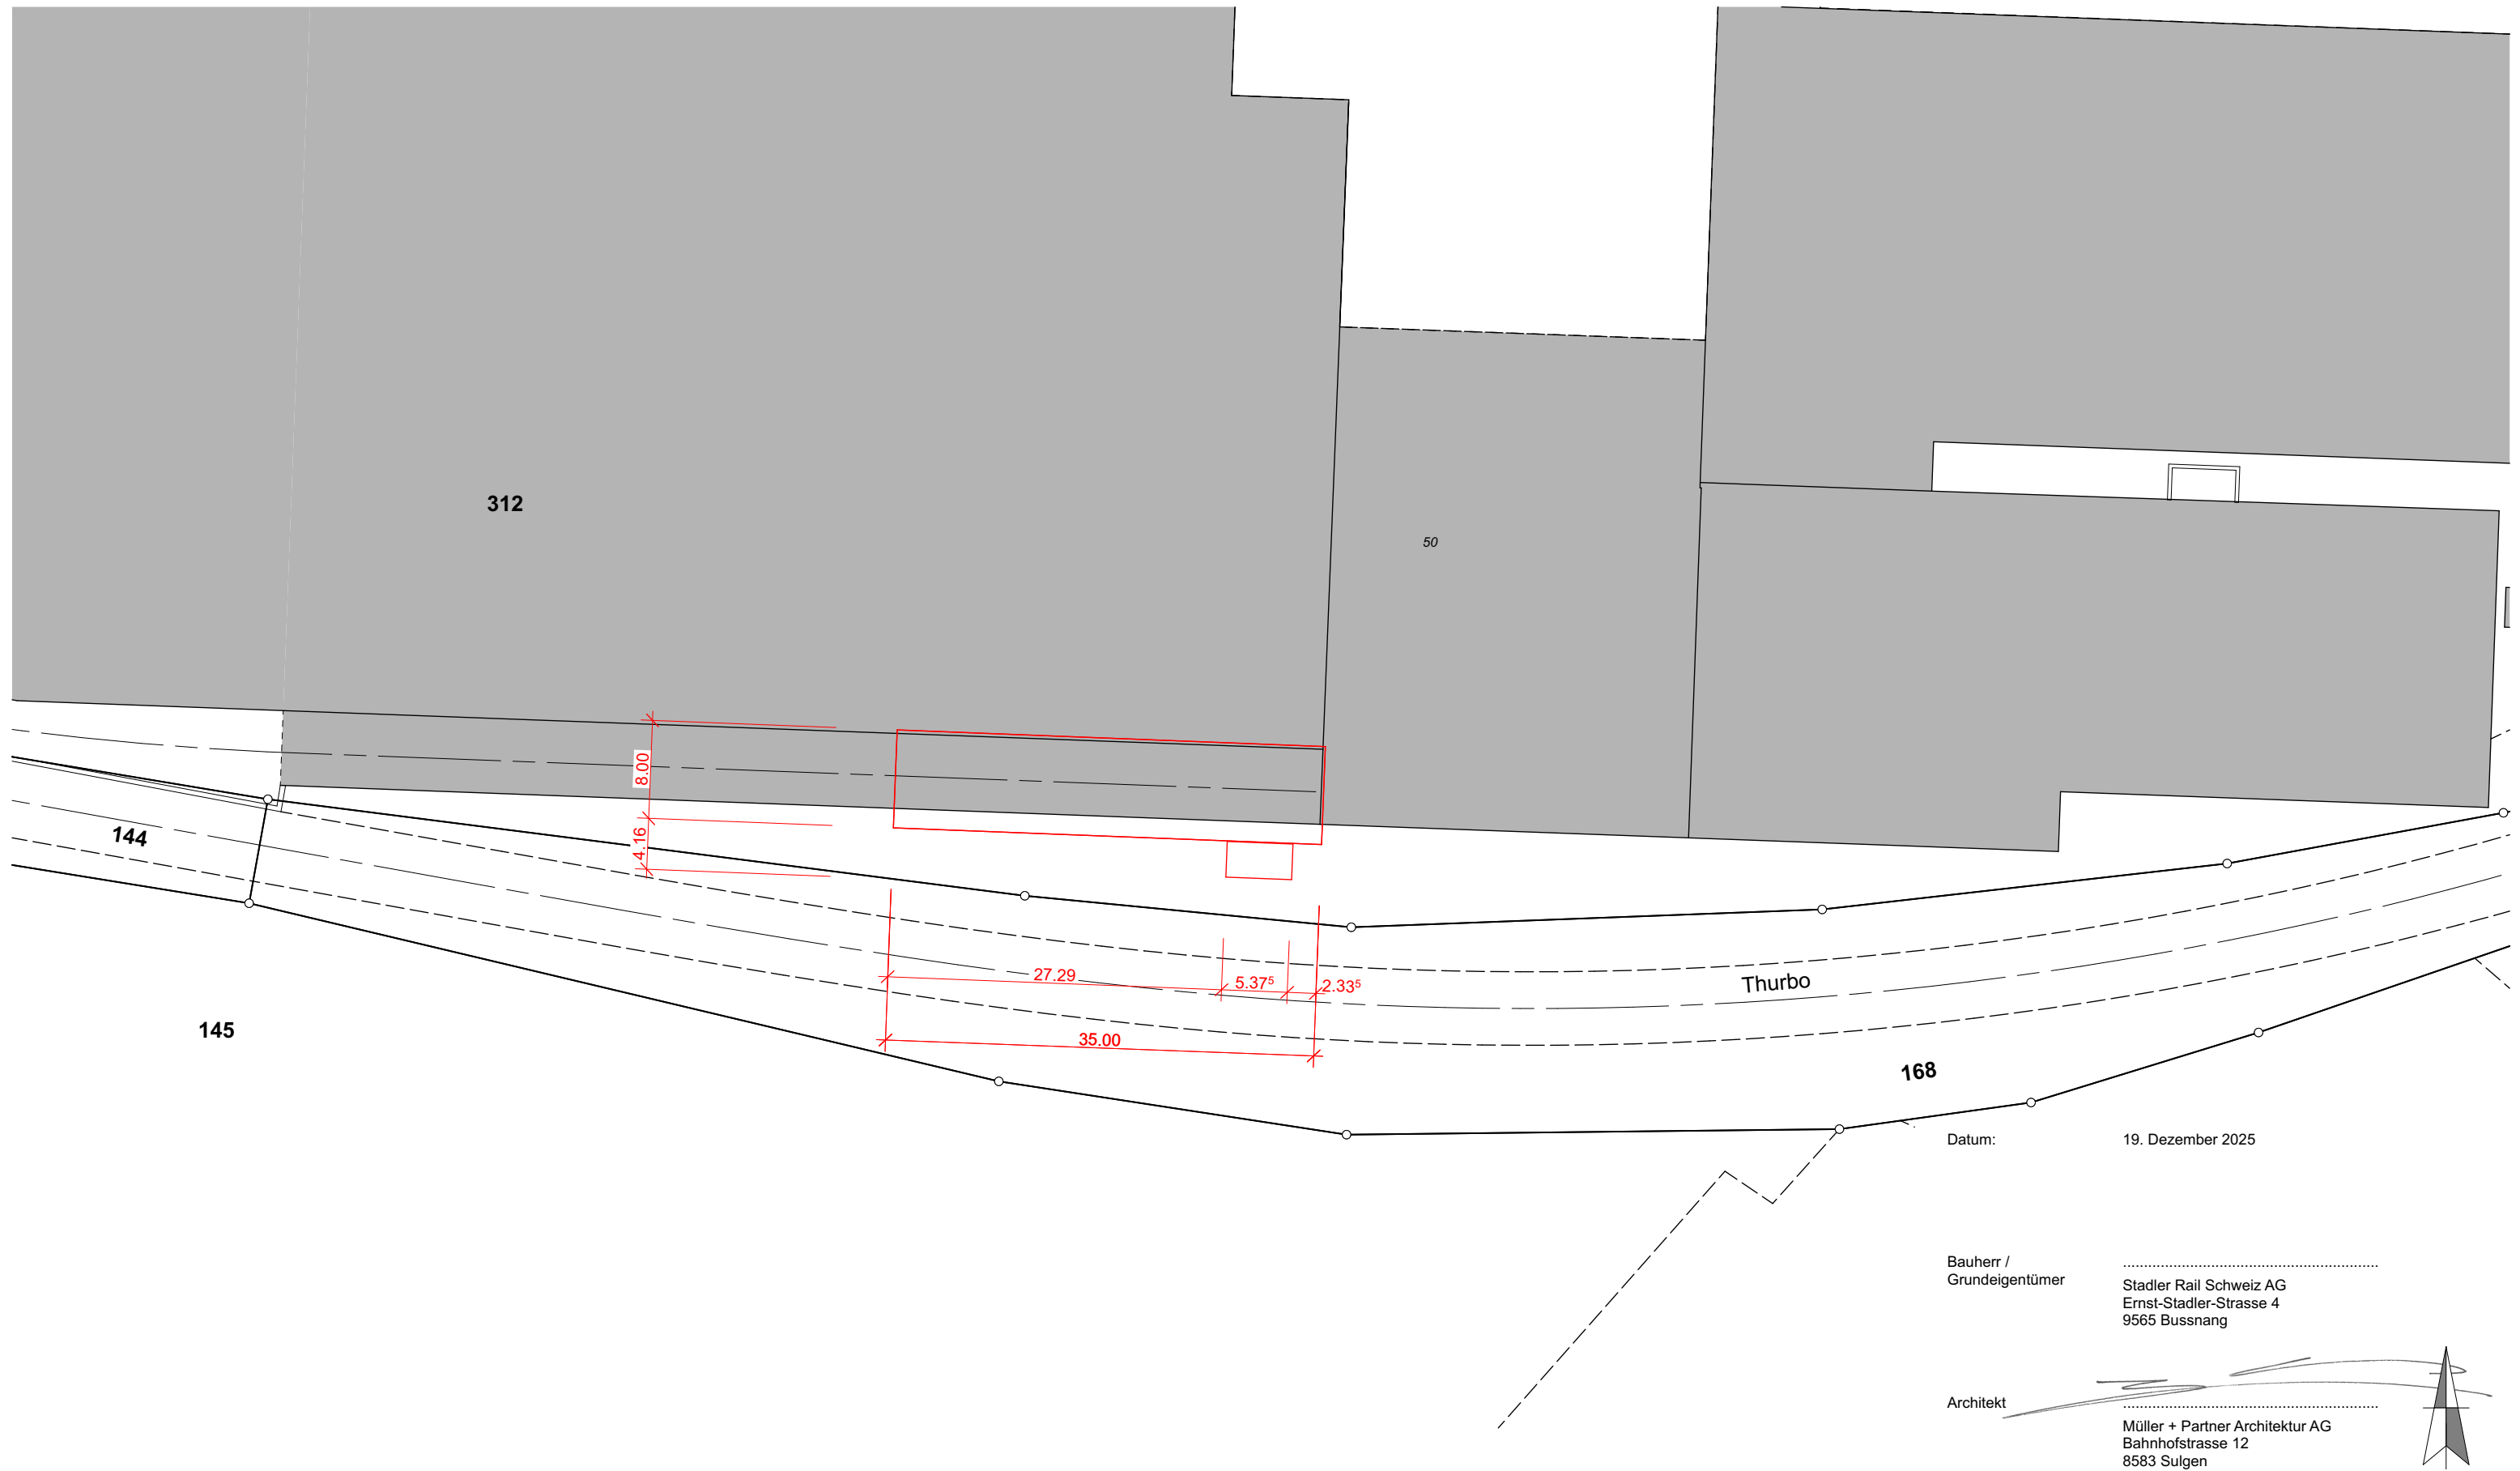 312
50
8.00
4.16
144
27.29
5.37⁵
2.33⁵
Thurbo
145
35.00
168
Datum: 19. Dezember 2025
Bauherr / ............................................................
Grundeigentümer
Stadler Rail Schweiz AG
Ernst-Stadler-Strasse 4
9565 Bussnang
Architekt ............................................................
Müller + Partner Architektur AG
Bahnhofstrasse 12
8583 Sulgen